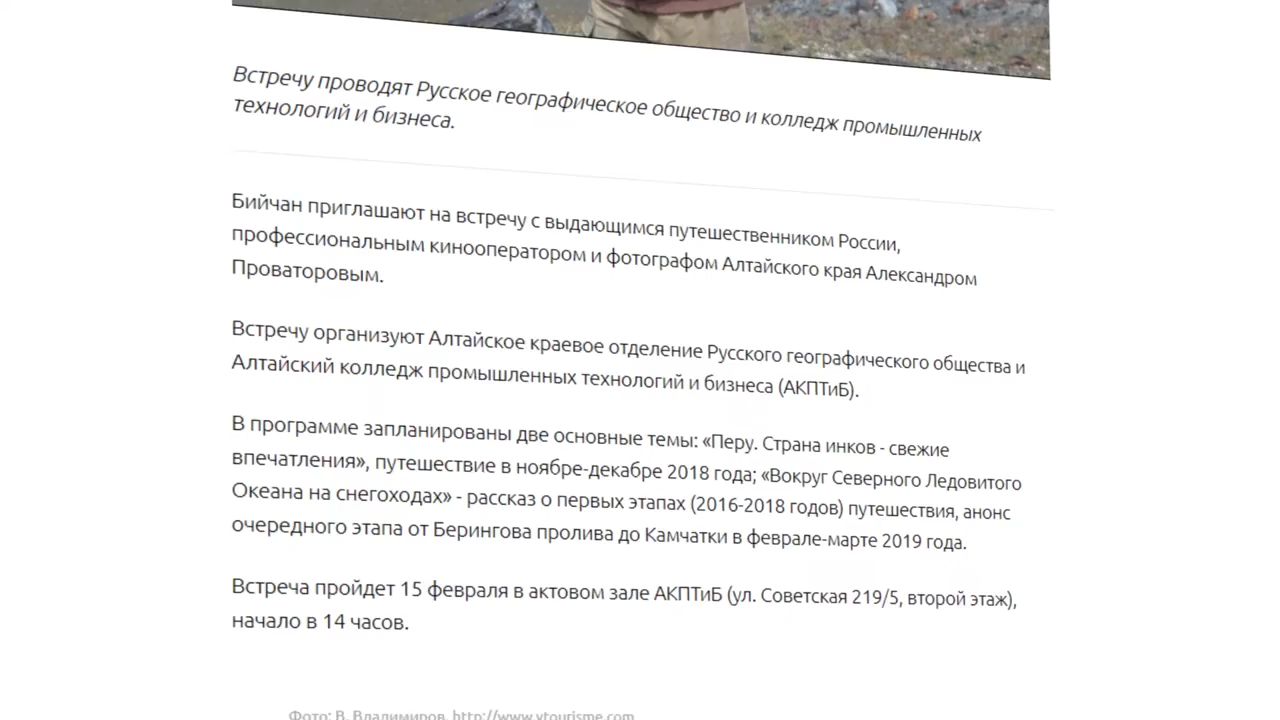 Встречу проводят Русское географическое общество и колледж промышленных
технологий и бизнеса.
Бийчан приглашают на встречу с выдающимся путешественником России,
профессиональным кинооператором и фотографом Алтайского края Александром
Проваторовым.
Встречу организуют Алтайское краевое отделение Русского географического общества и
Алтайский колледж промышленных технологий и бизнеса (АКПТиБ).
В программе запланированы две основные темы: «Перу. Страна инков - свежие
впечатления», путешествие в ноябре-декабре 2018 года; «Вокруг Северного Ледовитого
Океана на снегоходах» - рассказ о первых этапах (2016-2018 годов) путешествия, анонс
очередного этапа от Берингова пролива до Камчатки в феврале-марте 2019 года.
Встреча пройдет 15 февраля в актовом зале АКПТиБ (ул. Советская 219/5, второй этаж),
начало в 14 часов.
Фото: В. Владимиров, http://www.vtourisme.com